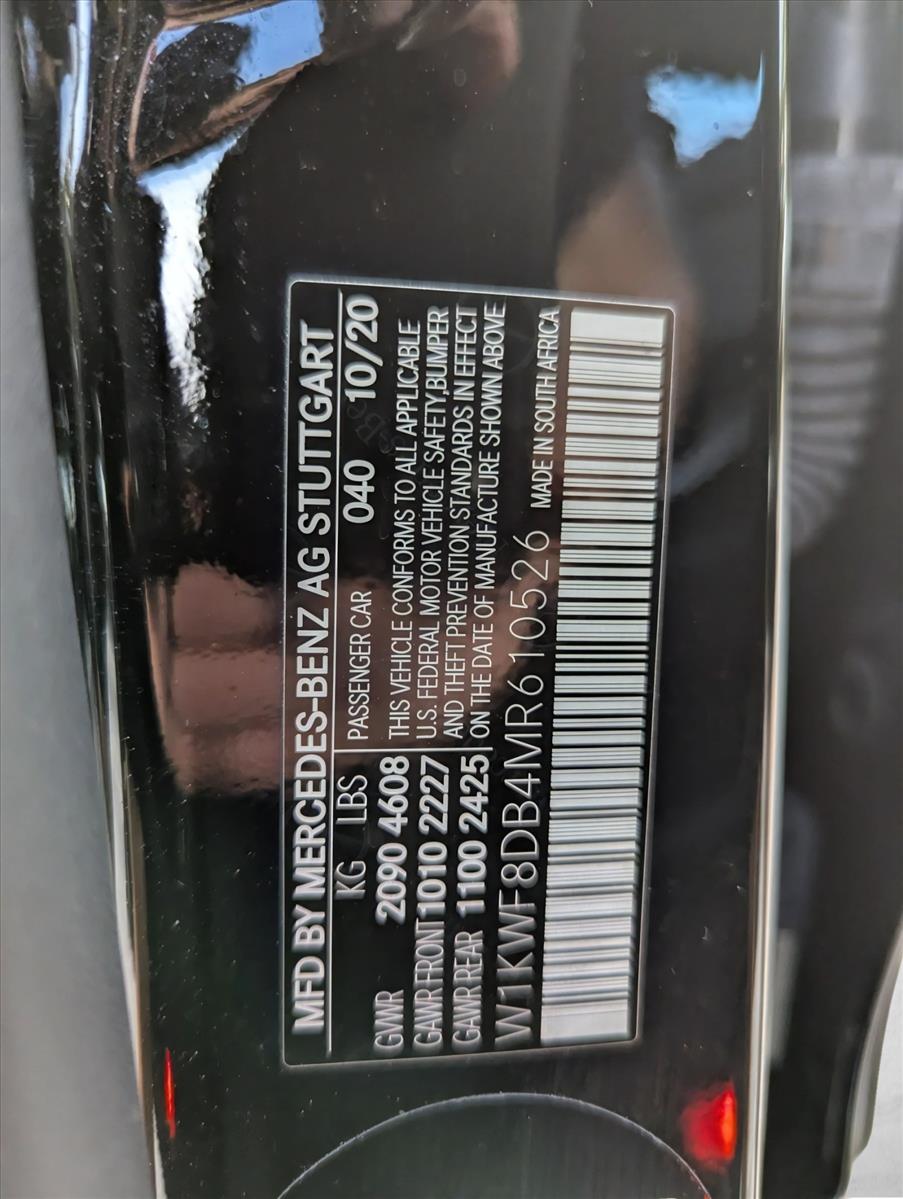 MFD BY MERCEDES-BENZ AG STUTTGART
KG LBS
GVWR 2090 4608
GAWR FRONT 1010 2227
GAWR REAR 1100 2425
PASSENGER CAR 040 10/20
THIS VEHICLE CONFORMS TO ALL APPLICABLE
U.S. FEDERAL MOTOR VEHICLE SAFETY,BUMPER
AND THEFT PREVENTION STANDARDS IN EFFECT
ON THE DATE OF MANUFACTURE SHOWN ABOVE
W1KWF8DB4MR610526 MADE IN SOUTH AFRICA